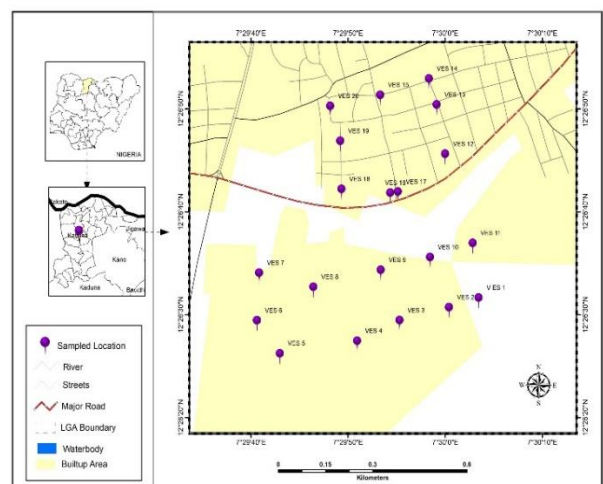 7°29'40"E 7°29'50"E 7°30'0"E 7°30'10"E
NIGERIA
Jigawa
Kano
Kaduna
Sampled Location
River
Streets
Major Road
LGA Boundary
Waterbody
Builtup Area
VES 14
VES 15
VES 20
VES 13
VES 19
VES 12
VES 17
VES 18
VES 11
VES 10
VES 9
VES 7
VES 8
VES 1
VES 2
VES 3
VES 6
VES 4
VES 5
N
W E
S
7°29'40"E 7°29'50"E 7°30'0"E 7°30'10"E
0 0.15 0.3 0.6
Kilometers